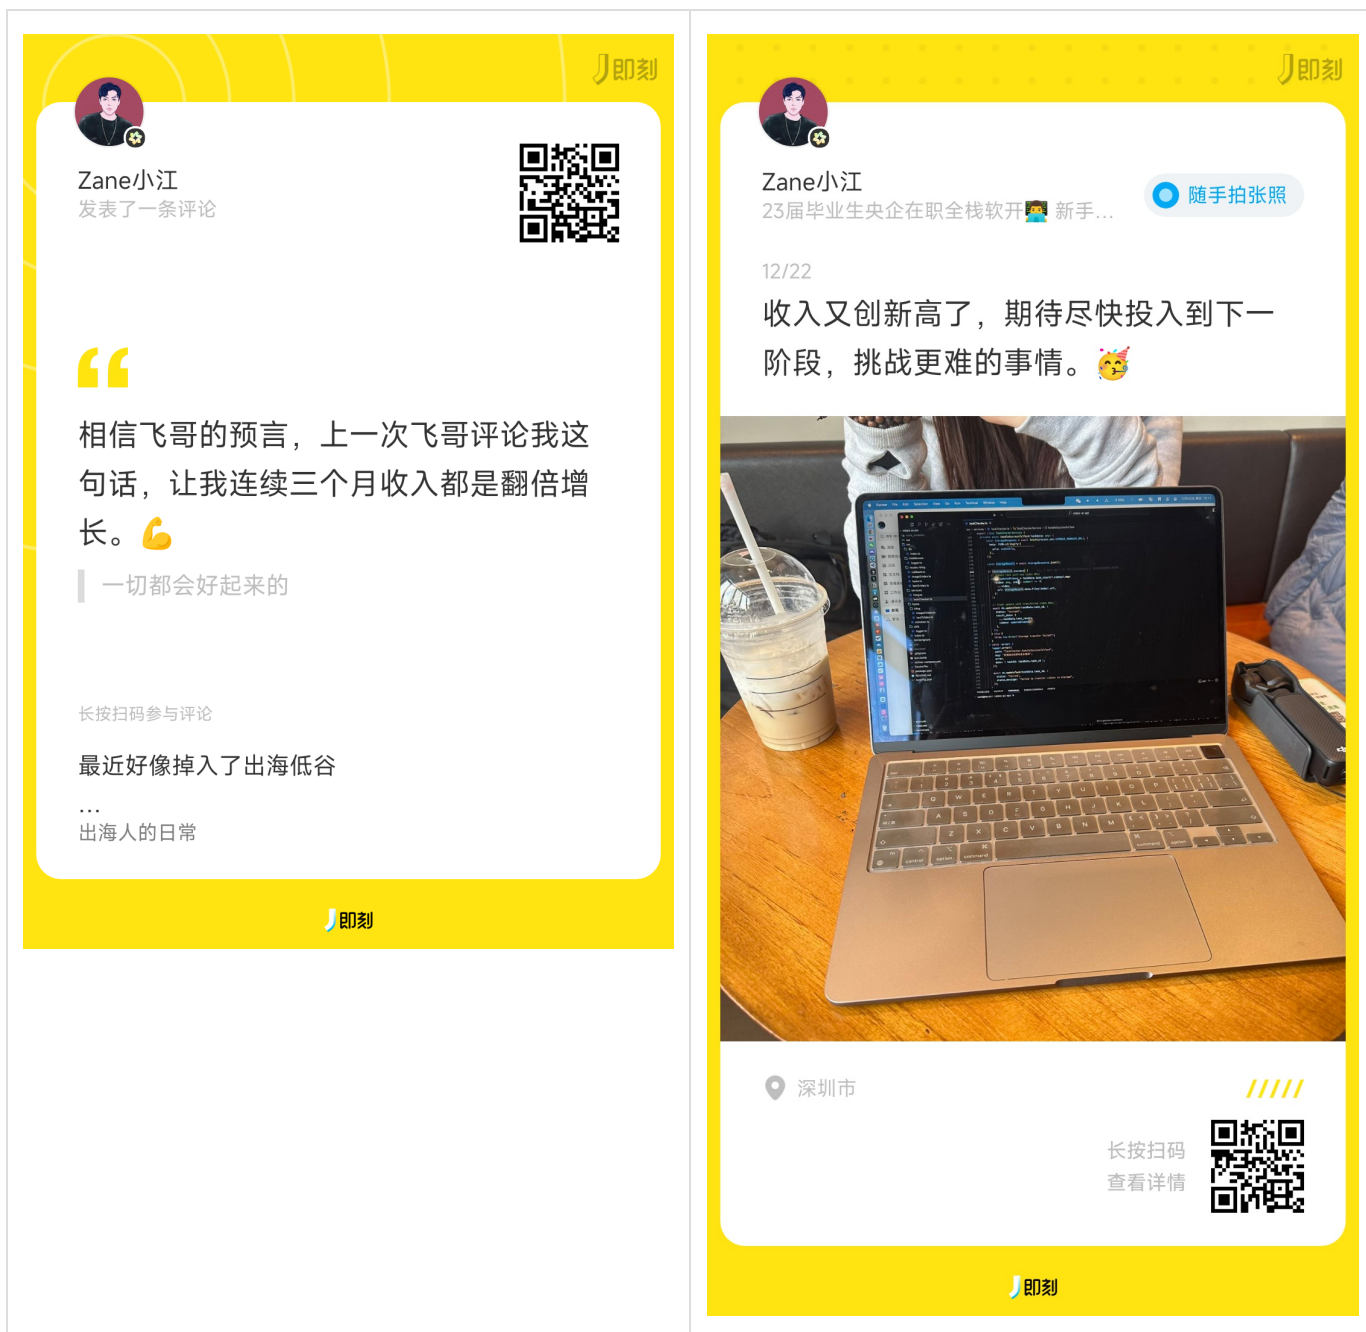 即刻
Zane小江
发表了一条评论
相信飞哥的预言，上一次飞哥评论我这
句话，让我连续三个月收入都是翻倍增
长。💪
一切都会好起来的
长按扫码参与评论
最近好像掉入了出海低谷
...
出海人的日常
即刻
即刻
Zane小江
23届毕业生央企在职全栈软开👨‍💻 新手...
随手拍张照
12/22
收入又创新高了，期待尽快投入到下一
阶段，挑战更难的事情。🥳
深圳市
长按扫码
查看详情
即刻